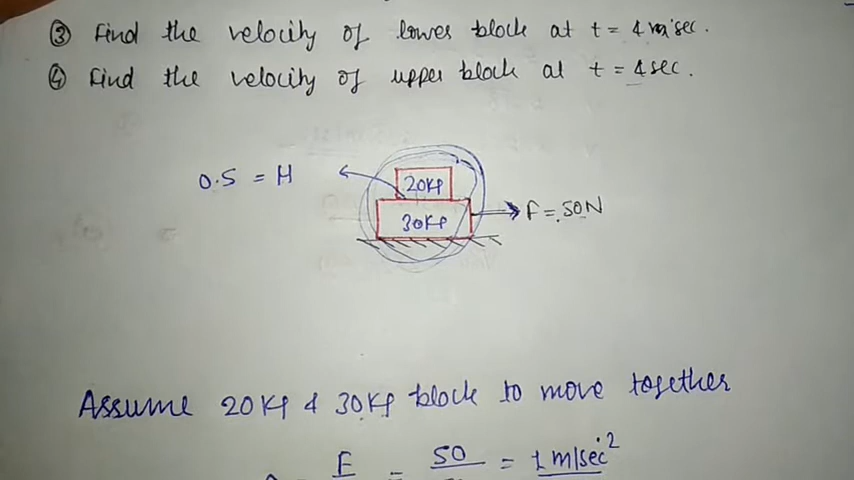 ③ Find the velocity of lower block at t = 4 m sec.
④ Find the velocity of upper block at t = 4 sec.
0.5 = H
20Kg
30Kg
F = 50N
Assume 20Kg & 30Kg block to move together
F = 50 = 1 m/sec²